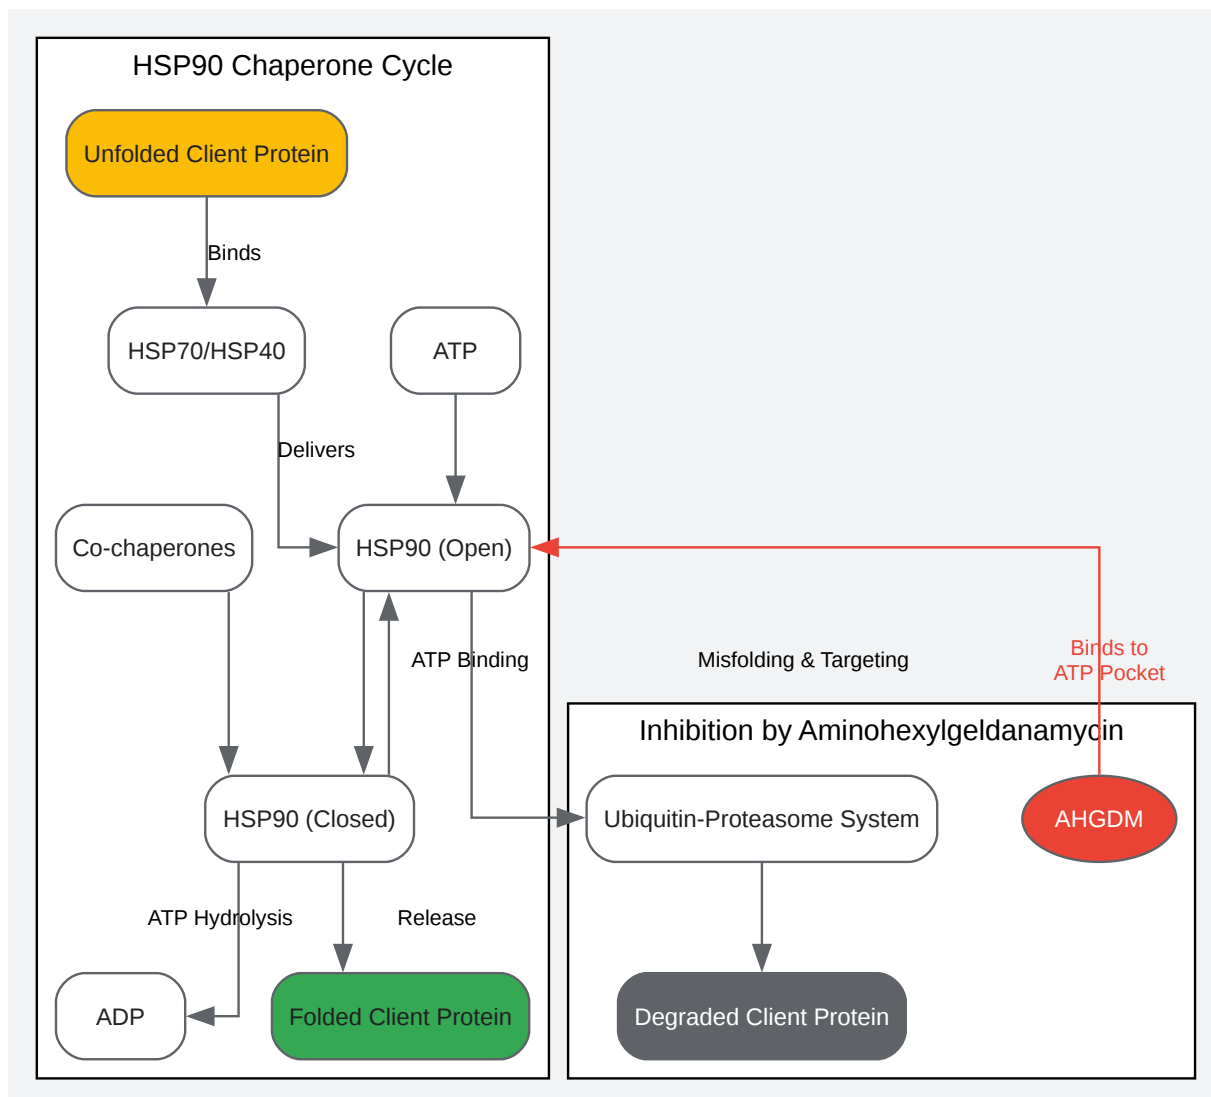 HSP90 Chaperone Cycle
Unfolded Client Protein
Binds
HSP70/HSP40
ATP
Delivers
Co-chaperones
HSP90 (Open)
ATP Binding
Misfolding & Targeting
Binds to
ATP Pocket
Inhibition by Aminohexylgeldanamycin
HSP90 (Closed)
Ubiquitin-Proteasome System
AHGDM
ATP Hydrolysis
Release
ADP
Folded Client Protein
Degraded Client Protein